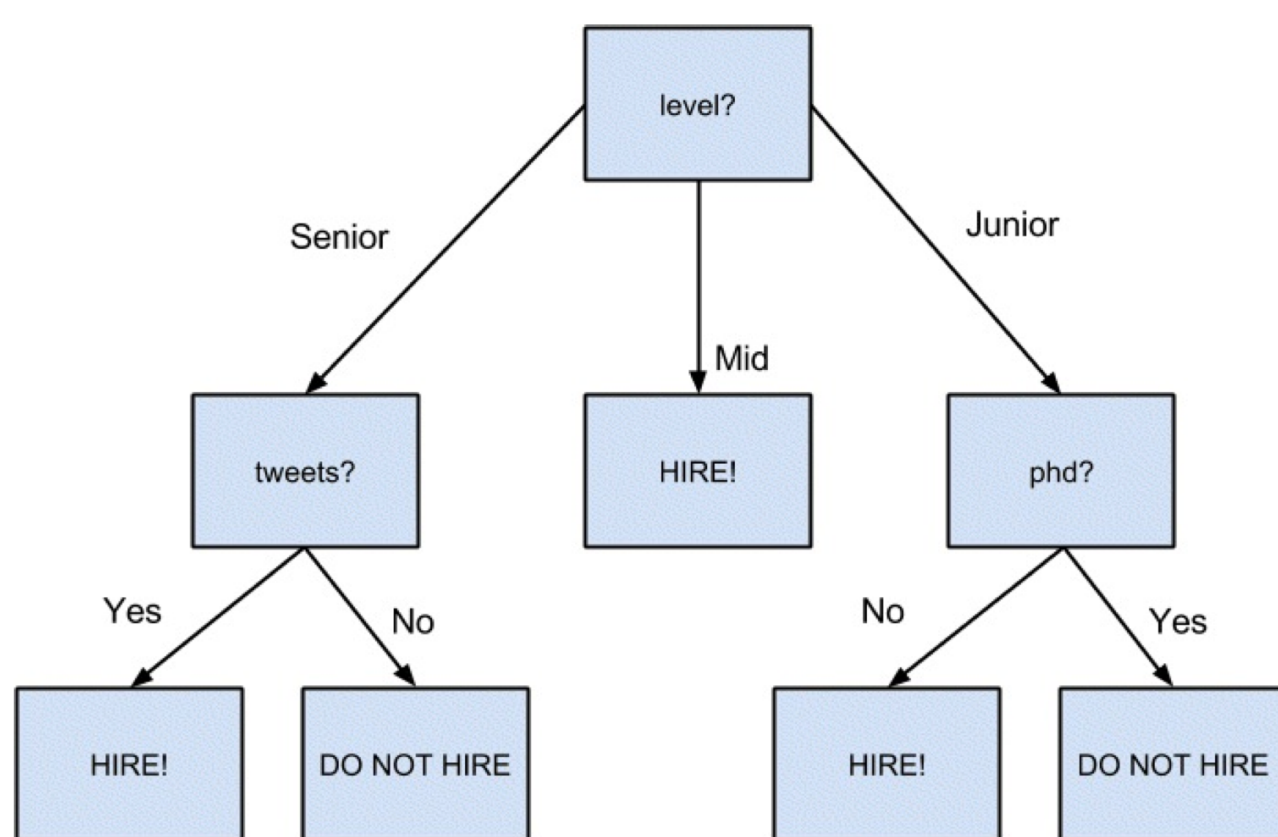 level?
Senior
Junior
Mid
tweets?
HIRE!
phd?
Yes
No
No
Yes
HIRE!
DO NOT HIRE
HIRE!
DO NOT HIRE